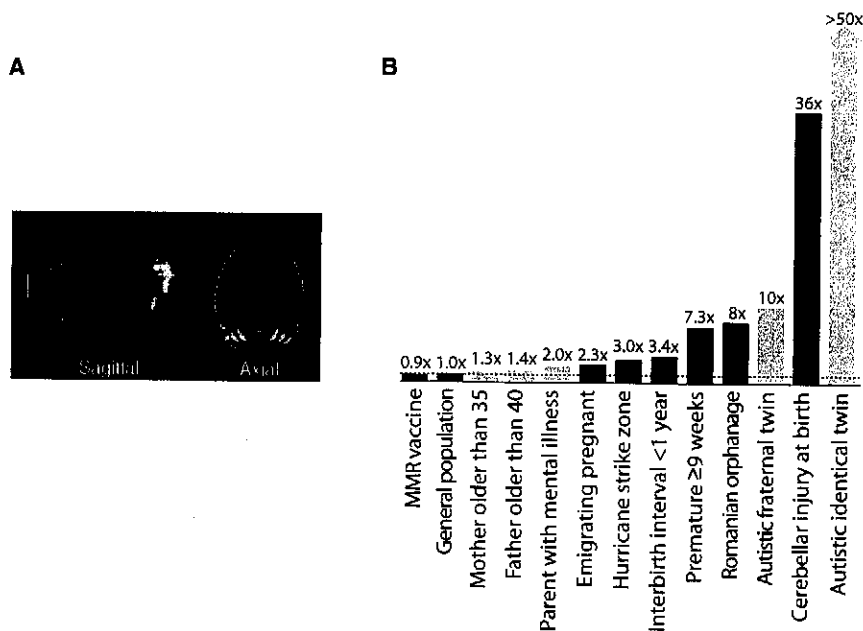 A
Sagittal
Axial
B
0.9x
1.0x
1.3x
1.4x
2.0x
2.3x
3.0x
3.4x
7.3x
8x
10x
36x
>50x
MMR vaccine
General population
Mother older than 35
Father older than 40
Parent with mental illness
Emigrating pregnant
Hurricane strike zone
Interbirth interval <1 year
Premature ≥9 weeks
Romanian orphanage
Autistic fraternal twin
Cerebellar injury at birth
Autistic identical twin